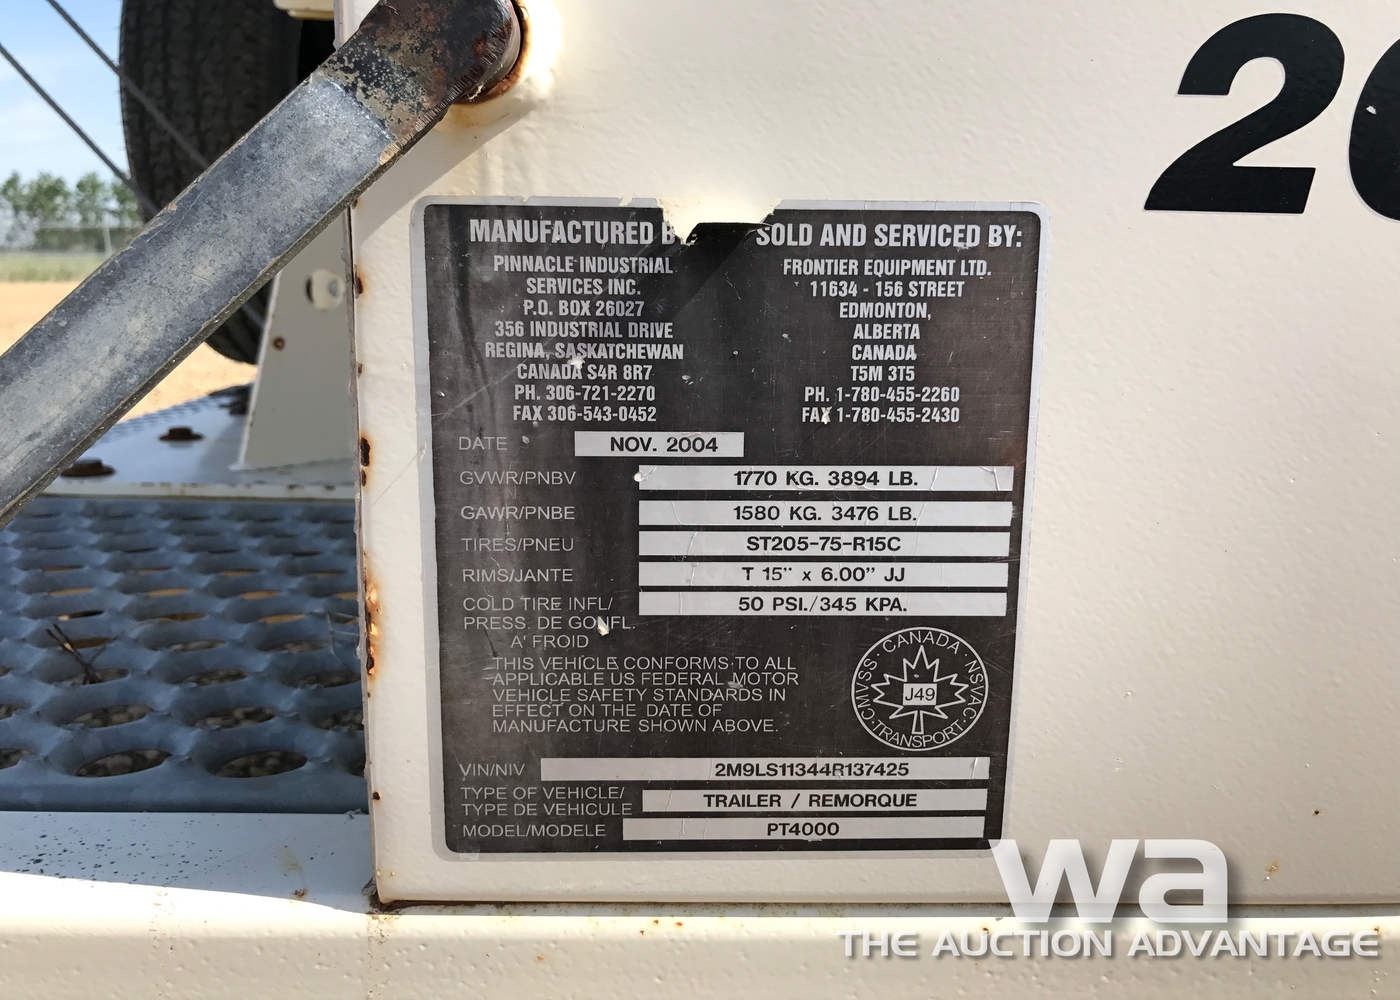 MANUFACTURED
PINNACLE INDUSTRIAL
SERVICES INC.
P.O. BOX 26027
356 INDUSTRIAL DRIVE
REGINA, SASKATCHEWAN
CANADA S4R 8R7
PH. 306-721-2270
FAX 306-543-0452
SOLD AND SERVICED BY:
FRONTIER EQUIPMENT LTD.
11634 - 156 STREET
EDMONTON,
ALBERTA
CANADA
T5M 3T5
PH. 1-780-455-2260
FAX 1-780-455-2430
DATE NOV. 2004
GVWR/PNBV 1770 KG. 3894 LB.
GAWR/PNBE 1580 KG. 3476 LB.
TIRES/PNEU ST205-75-R15C
RIMS/JANTE T 15" x 6.00" JJ
COLD TIRE INFL/ 50 PSI./345 KPA.
PRESS. DE GONFL.
A' FROID
THIS VEHICLE CONFORMS TO ALL
APPLICABLE US FEDERAL MOTOR
VEHICLE SAFETY STANDARDS IN
EFFECT ON THE DATE OF
MANUFACTURE SHOWN ABOVE.
CANADA · NSVAC · TRANSPORT · CMVSS ·
J49
VIN/NIV 2M9LS11344R137425
TYPE OF VEHICLE/
TYPE DE VEHICULE TRAILER / REMORQUE
MODEL/MODELE PT4000
2
wa
THE AUCTION ADVANTAGE